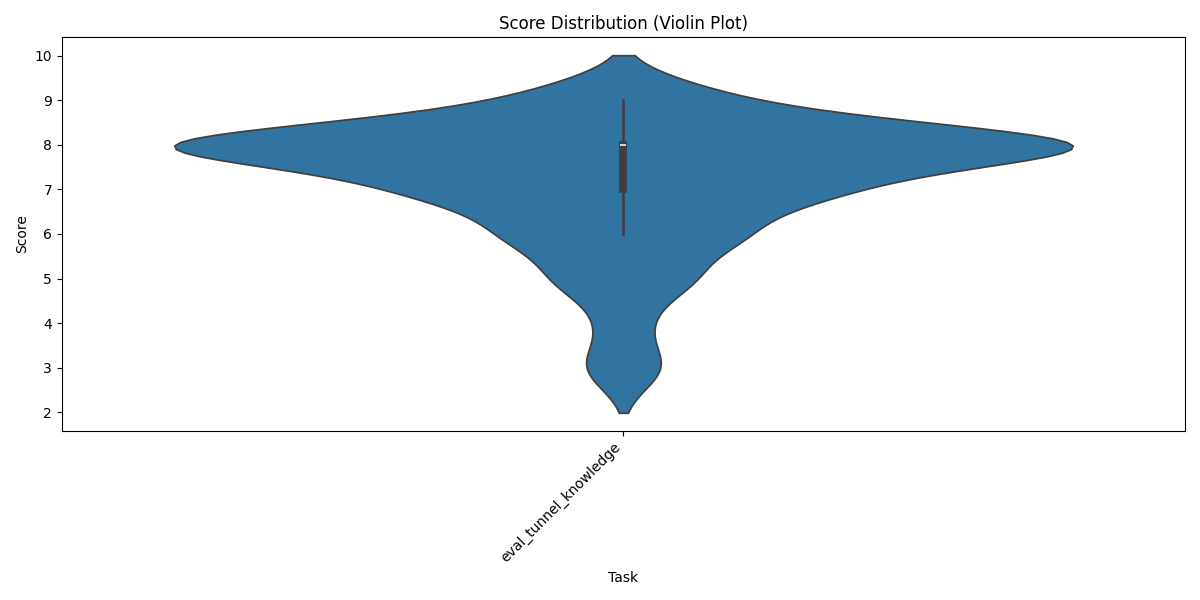 Score Distribution (Violin Plot)
10
9
8
7
6
5
4
3
2
Score
eval_tunnel_knowledge
Task